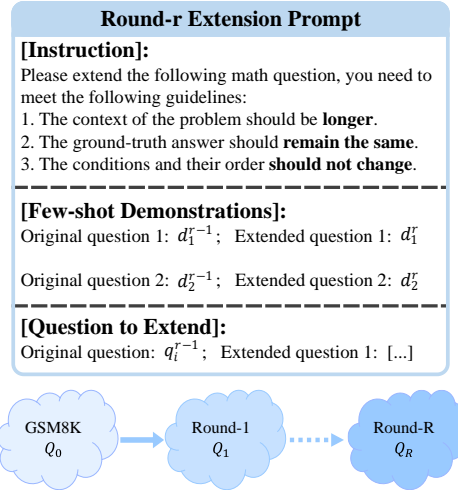 Round-r Extension Prompt
[Instruction]:
Please extend the following math question, you need to
meet the following guidelines:
1. The context of the problem should be longer.
2. The ground-truth answer should remain the same.
3. The conditions and their order should not change.
[Few-shot Demonstrations]:
Original question 1: $d_1^{r-1}$; Extended question 1: $d_1^r$
Original question 2: $d_2^{r-1}$; Extended question 2: $d_2^r$
[Question to Extend]:
Original question: $q_i^{r-1}$; Extended question 1: [...]
GSM8K
$Q_0$
Round-1
$Q_1$
Round-R
$Q_R$